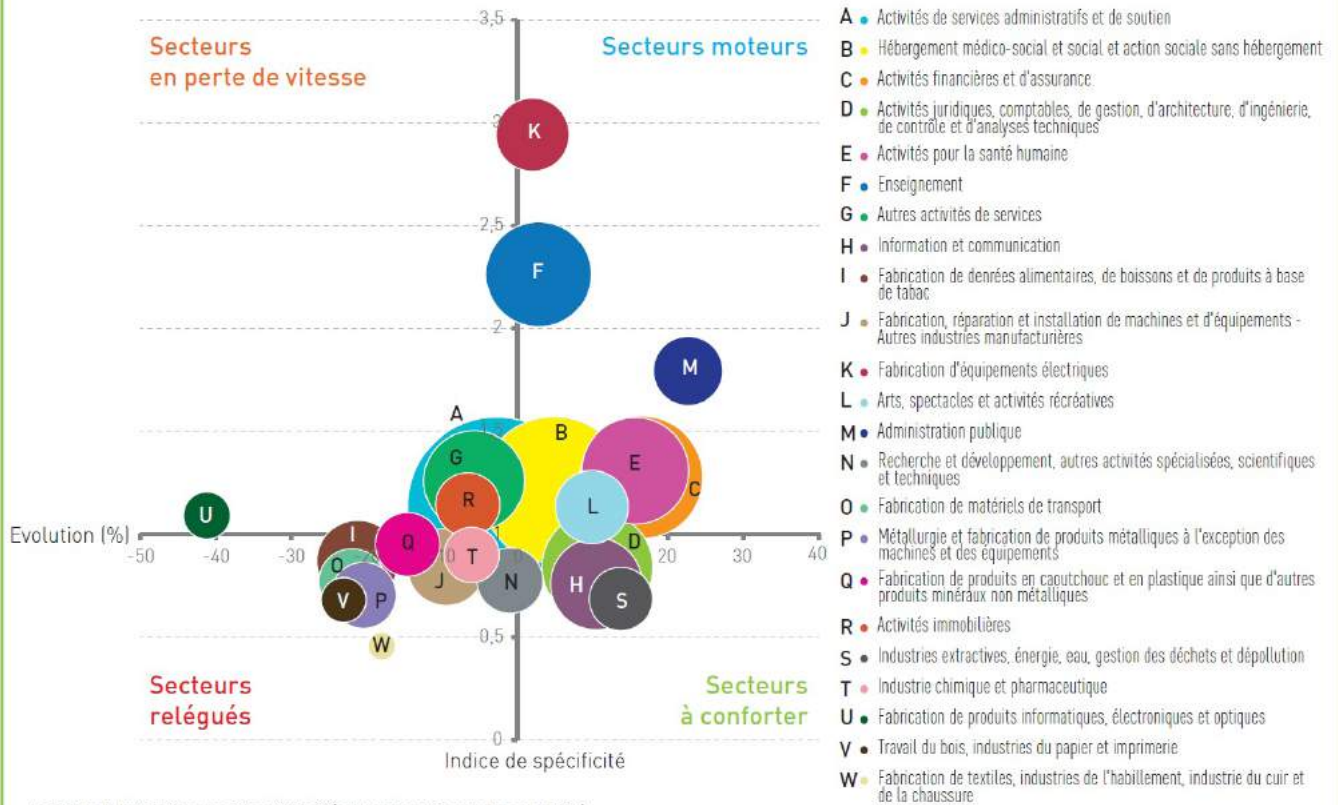 3,5
Secteurs
en perte de vitesse
Secteurs moteurs
3
K
2,5
F
2
M
A
1,5
B
G
E
C
R
L
U
Evolution (%)
-50
-30
-20
-10
0
20
30
40
1
I
Q
T
D
O
J
N
H
S
V
P
W
0,5
Secteurs
relégués
Secteurs
à conforter
0
Indice de spécificité
A • Activités de services administratifs et de soutien
B • Hébergement médico-social et social et action sociale sans hébergement
C • Activités financières et d'assurance
D • Activités juridiques, comptables, de gestion, d'architecture, d'ingénierie,
de contrôle et d'analyses techniques
E • Activités pour la santé humaine
F • Enseignement
G • Autres activités de services
H • Information et communication
I • Fabrication de denrées alimentaires, de boissons et de produits à base
de tabac
J • Fabrication, réparation et installation de machines et d'équipements -
Autres industries manufacturières
K • Fabrication d'équipements électriques
L • Arts, spectacles et activités récréatives
M • Administration publique
N • Recherche et développement, autres activités spécialisées, scientifiques
et techniques
O • Fabrication de matériels de transport
P • Métallurgie et fabrication de produits métalliques à l'exception des
machines et des équipements
Q • Fabrication de produits en caoutchouc et en plastique ainsi que d'autres
produits minéraux non métalliques
R • Activités immobilières
S • Industries extractives, énergie, eau, gestion des déchets et dépollution
T • Industrie chimique et pharmaceutique
U • Fabrication de produits informatiques, électroniques et optiques
V • Travail du bois, industries du papier et imprimerie
W • Fabrication de textiles, industries de l'habillement, industrie du cuir et
de la chaussure